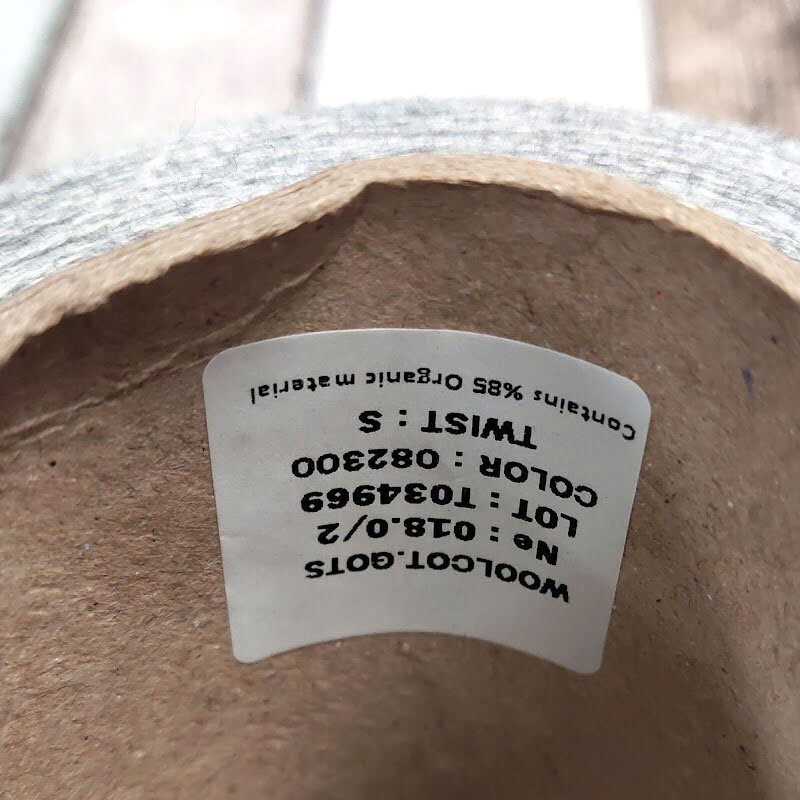 WOOLCOT.GOTS
Ne : 018.0/2
LOT : T034969
COLOR : 082300
TWIST : S
Contains %85 Organic material